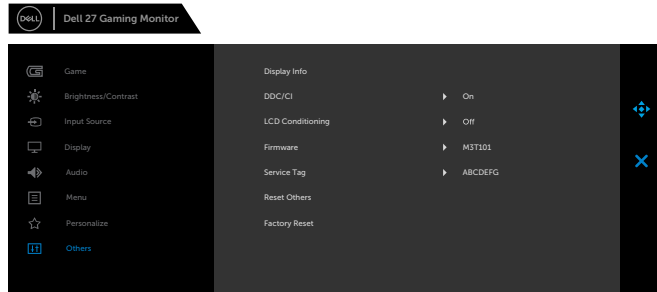 DELL
Dell 27 Gaming Monitor
Game
Display Info
Brightness/Contrast
DDC/CI
On
Input Source
LCD Conditioning
Off
Display
Firmware
M3T101
Audio
Service Tag
ABCDEFG
Menu
Reset Others
Personalize
Factory Reset
Others